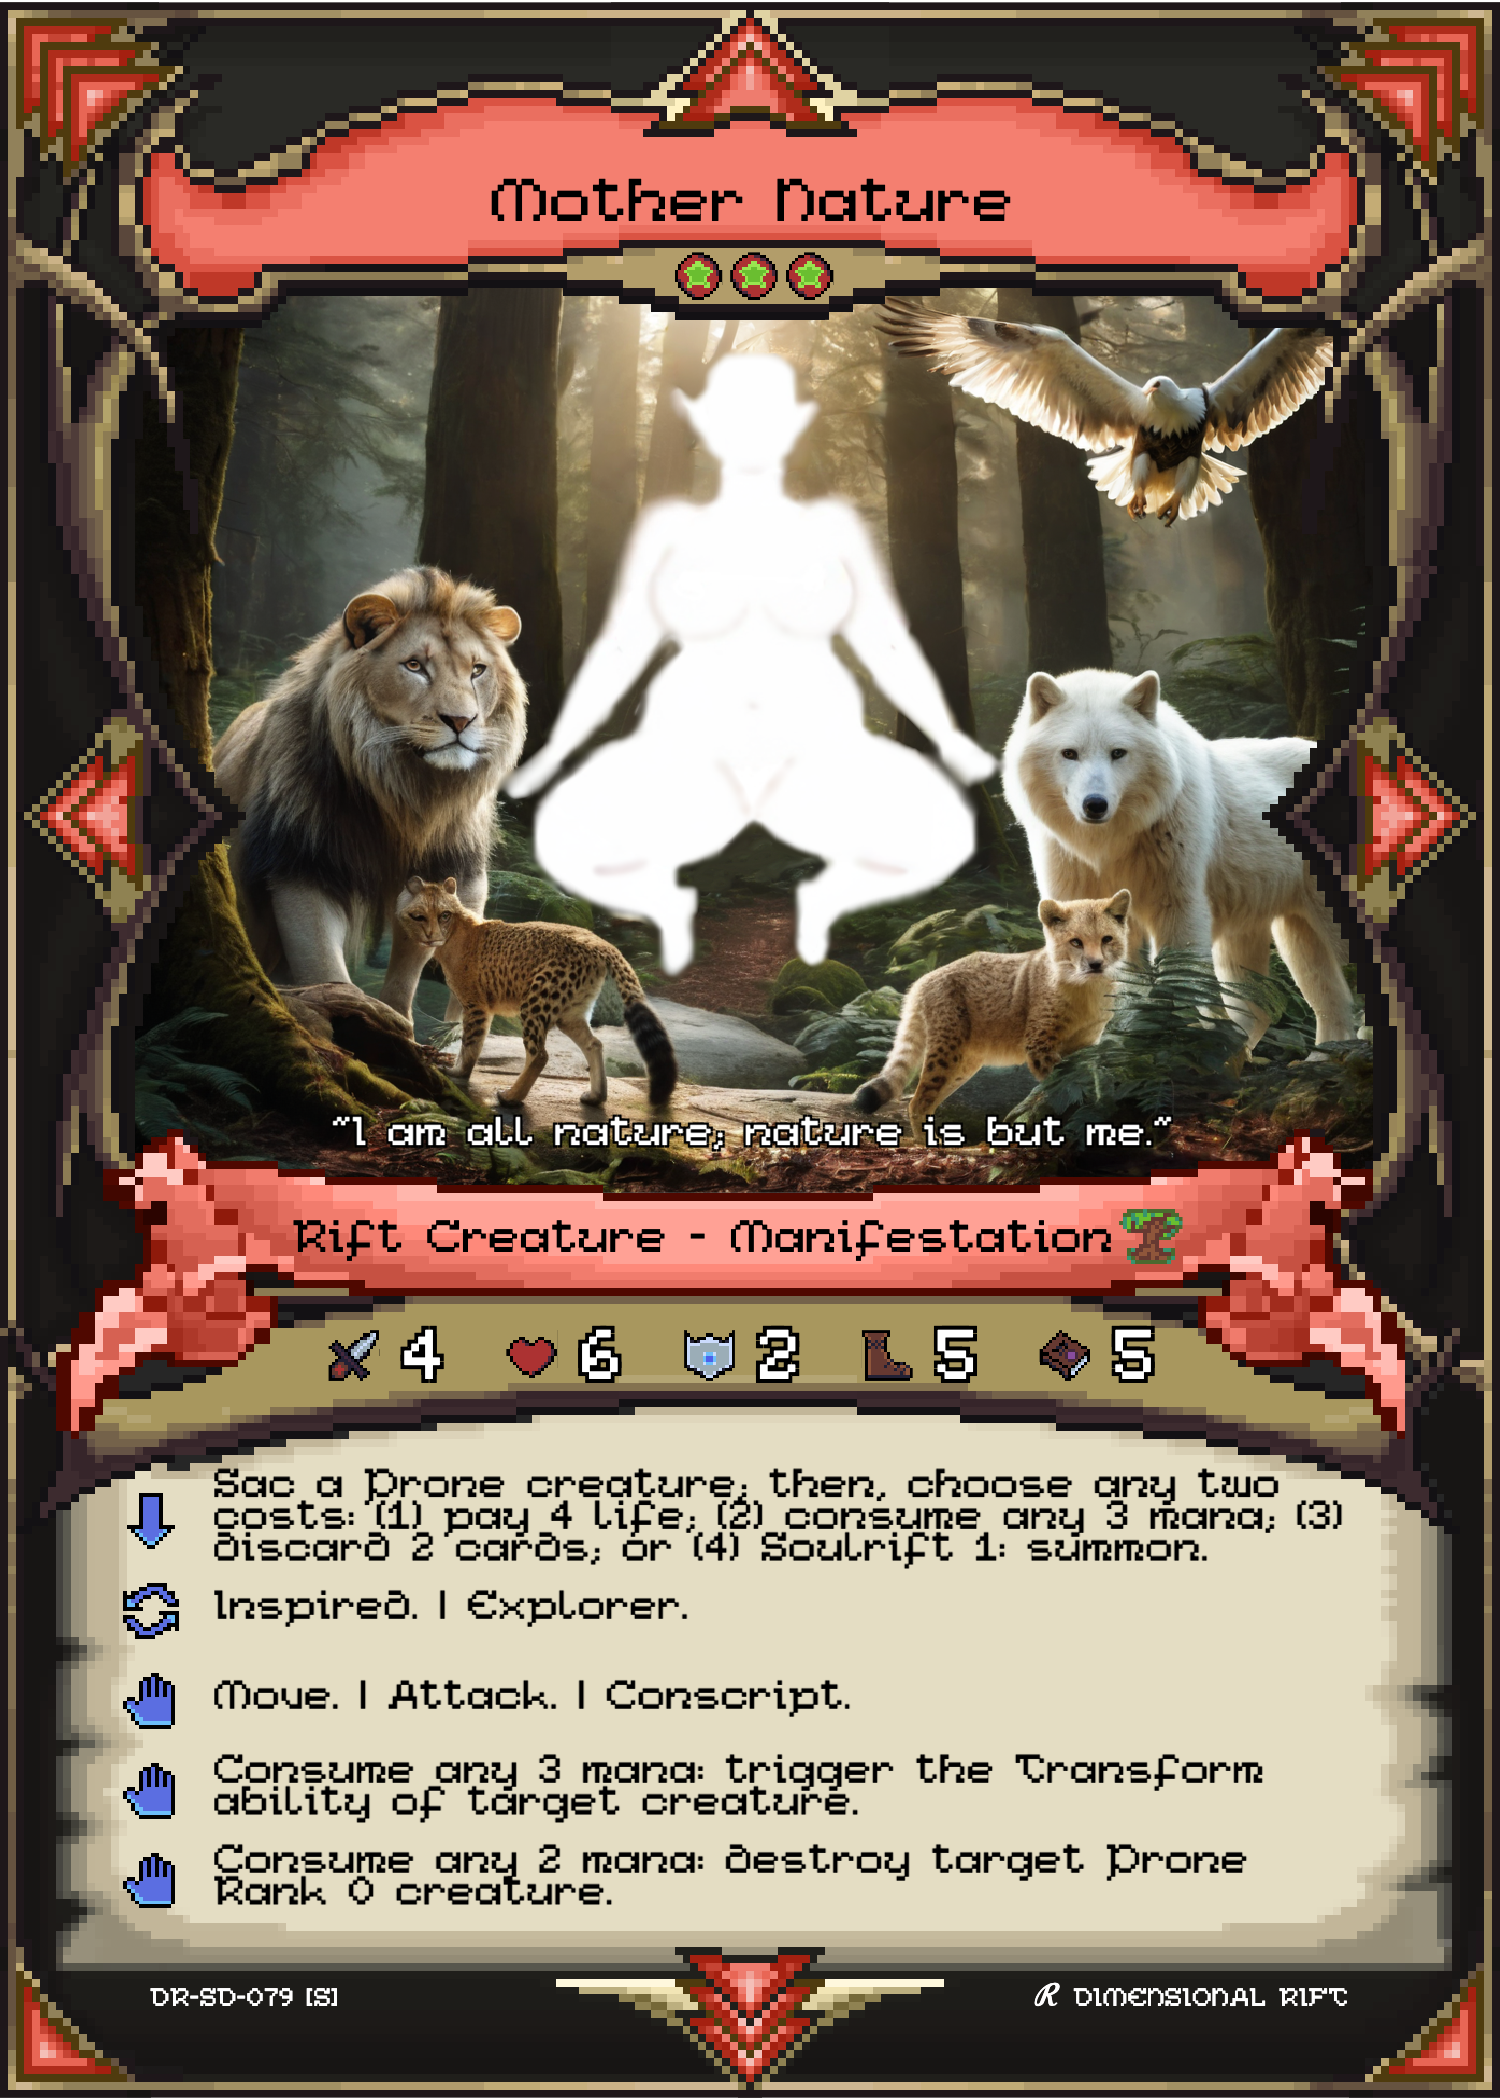 Mother Nature
"I am all nature; nature is but me."
Rift Creature - Manifestation
4 6 2 5 5
Sac a Prone creature; then, choose any two
costs: (1) pay 4 life; (2) consume any 3 mana; (3)
discard 2 cards; or (4) Soulrift 1: summon.
Inspired. | Explorer.
Move. | Attack. | Conscript.
Consume any 3 mana: trigger the Transform
ability of target creature.
Consume any 2 mana: destroy target Prone
Rank 0 creature.
DR-SD-079 [S]
R DIMENSIONAL RIFT